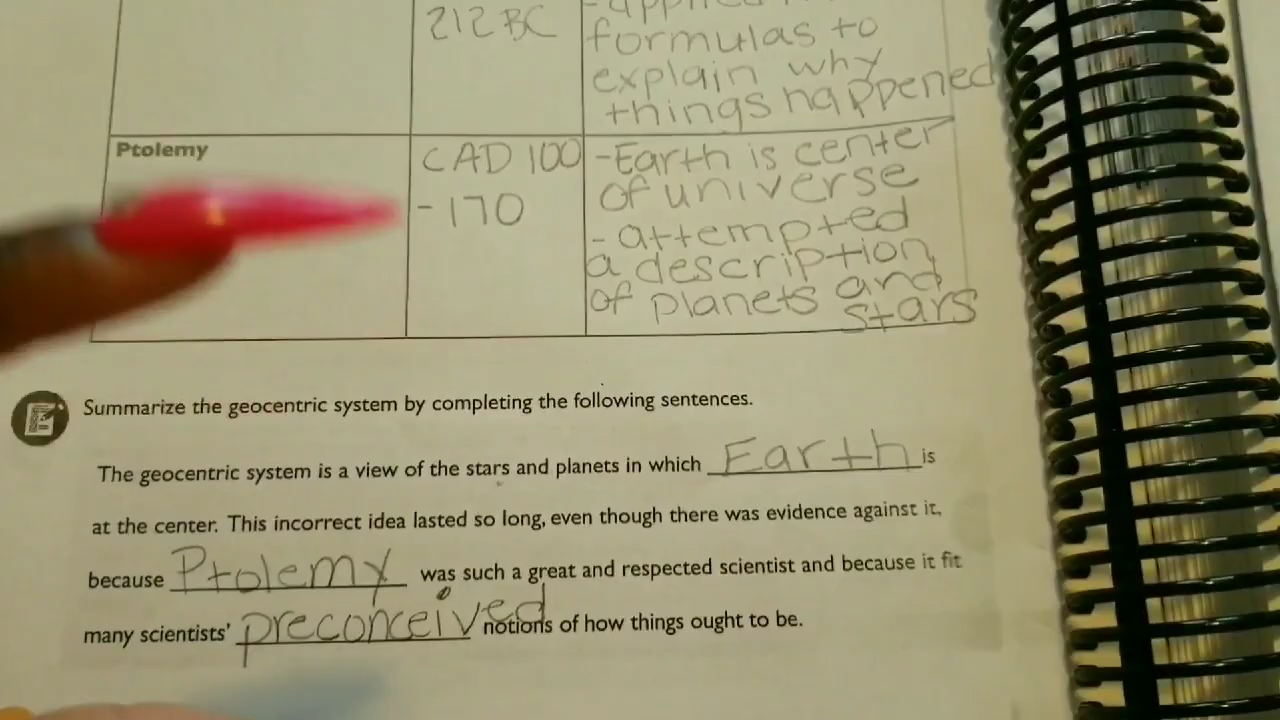 212 BC
formulas to
explain why
things happened
Ptolemy
CAD 100
-170
-Earth is center
of universe
- attempted
a description
of planets and
stars
Summarize the geocentric system by completing the following sentences.
The geocentric system is a view of the stars and planets in which Earth is
at the center. This incorrect idea lasted so long, even though there was evidence against it,
because Ptolemy was such a great and respected scientist and because it fit
many scientists' preconceived notions of how things ought to be.